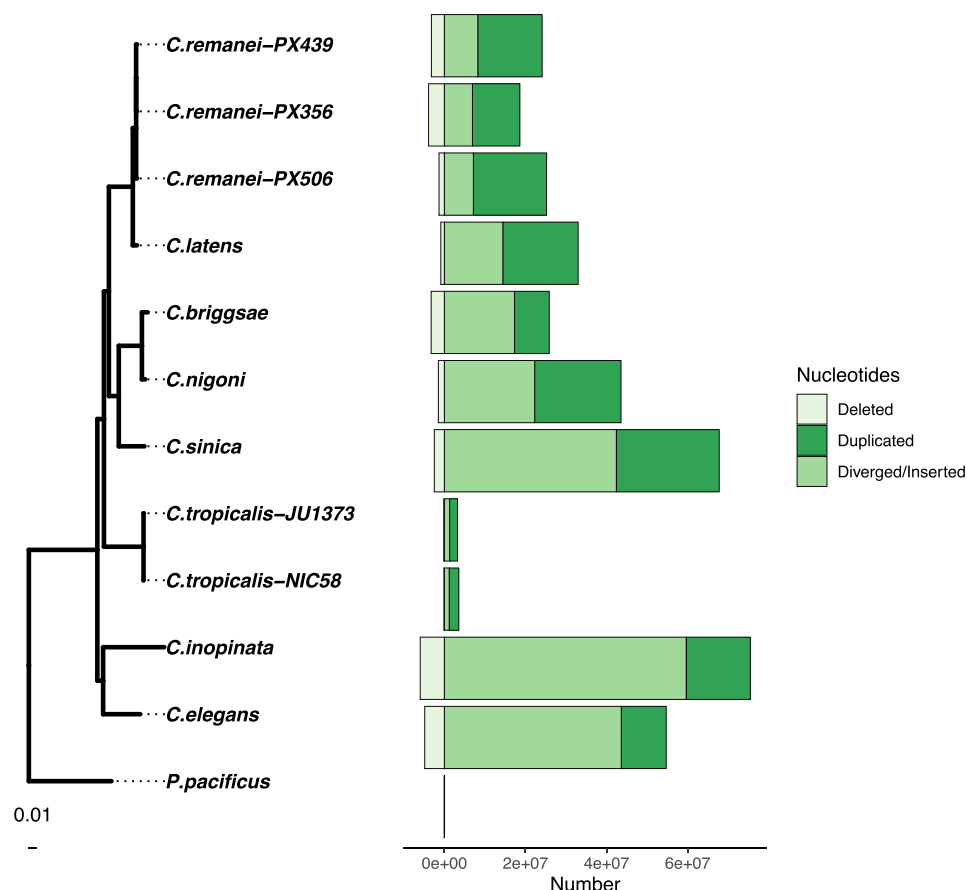 C.remanei–PX439
C.remanei–PX356
C.remanei–PX506
C.latens
C.briggsae
C.nigoni
C.sinica
C.tropicalis–JU1373
C.tropicalis–NIC58
C.inopinata
C.elegans
P.pacificus
0.01
Nucleotides
Deleted
Duplicated
Diverged/Inserted
0e+00 2e+07 4e+07 6e+07
Number